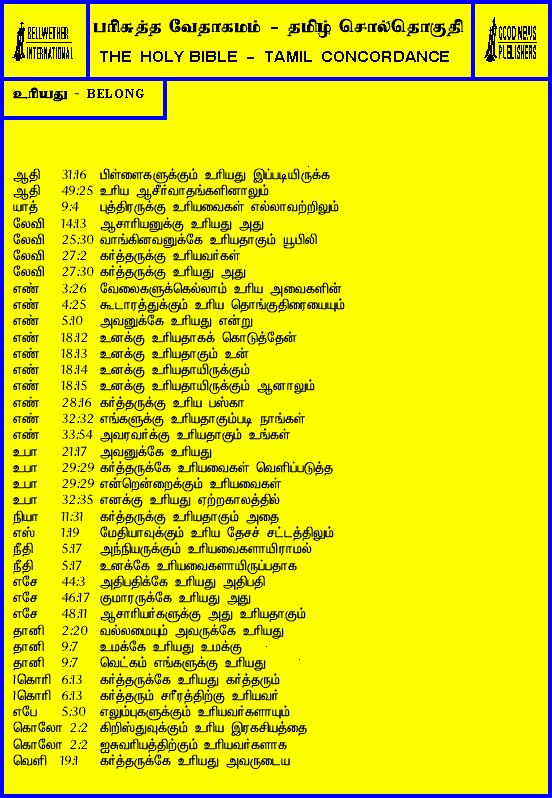 BELLWETHER
INTERNATIONAL
பரிசுத்த வேதாகமம் - தமிழ் சொல்தொகுதி
THE HOLY BIBLE - TAMIL CONCORDANCE
GOOD NEWS
PUBLISHERS
உரியது - BELONG
ஆதி 31:16 பிள்ளைகளுக்கும் உரியது இப்படியிருக்க
ஆதி 49:25 உரிய ஆசீர்வாதங்களினாலும்
யாத் 9:4 புத்திரருக்கு உரியவைகள் எல்லாவற்றிலும்
லேவி 14:13 ஆசாரியனுக்கு உரியது அது
லேவி 25:30 வாங்கினவனுக்கே உரியதாகும் யூபிலி
லேவி 27:2 கர்த்தருக்கு உரியவர்கள்
லேவி 27:30 கர்த்தருக்கு உரியது அது
எண் 3:26 வேலைகளுக்கெல்லாம் உரிய அவைகளின்
எண் 4:25 கூடாரத்துக்கும் உரிய தொங்குதிரையையும்
எண் 5:10 அவனுக்கே உரியது என்று
எண் 18:12 உனக்கு உரியதாகக் கொடுத்தேன்
எண் 18:13 உனக்கு உரியதாகும் உன்
எண் 18:14 உனக்கு உரியதாயிருக்கும்
எண் 18:15 உனக்கு உரியதாயிருக்கும் ஆனாலும்
எண் 28:16 கர்த்தருக்கு உரிய பஸ்கா
எண் 32:32 எங்களுக்கு உரியதாகும்படி நாங்கள்
எண் 33:54 அவரவர்க்கு உரியதாகும் உங்கள்
உபா 21:17 அவனுக்கே உரியது
உபா 29:29 கர்த்தருக்கே உரியவைகள் வெளிப்படுத்த
உபா 29:29 என்றென்றைக்கும் உரியவைகள்
உபா 32:35 எனக்கு உரியது ஏற்றகாலத்தில்
நியா 11:31 கர்த்தருக்கு உரியதாகும் அதை
எஸ் 1:19 மேதியாவுக்கும் உரிய தேசச் சட்டத்திலும்
நீதி 5:17 அந்நியருக்கும் உரியவைகளாயிராமல்
நீதி 5:17 உனக்கே உரியவைகளாயிருப்பதாக
எசே 44:3 அதிபதிக்கே உரியது அதிபதி
எசே 46:17 குமாரருக்கே உரியது அது
எசே 48:11 ஆசாரியர்களுக்கு அது உரியதாகும்
தானி 2:20 வல்லமையும் அவருக்கே உரியது
தானி 9:7 உமக்கே உரியது உமக்கு
தானி 9:7 வெட்கம் எங்களுக்கு உரியது
1கொரி 6:13 கர்த்தருக்கே உரியது கர்த்தரும்
1கொரி 6:13 கர்த்தரும் சரீரத்திற்கு உரியவர்
எபே 5:30 எலும்புகளுக்கும் உரியவர்களாயும்
கொலோ 2:2 கிறிஸ்துவுக்கும் உரிய இரகசியத்தை
கொலோ 2:2 ஐசுவரியத்திற்கும் உரியவர்களாக
வெளி 19:1 கர்த்தருக்கே உரியது அவருடைய